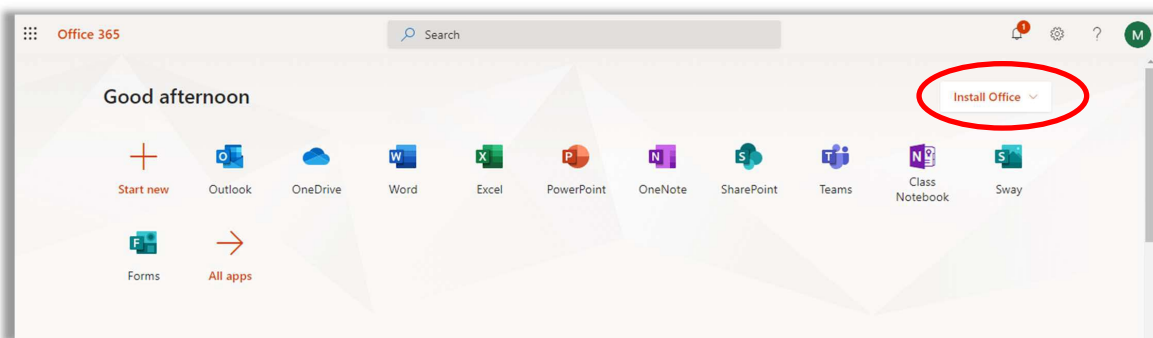 Office 365
Search
1
?
M
Good afternoon
Install Office
Start new
Outlook
OneDrive
Word
Excel
PowerPoint
OneNote
SharePoint
Teams
Class
Notebook
Sway
Forms
All apps